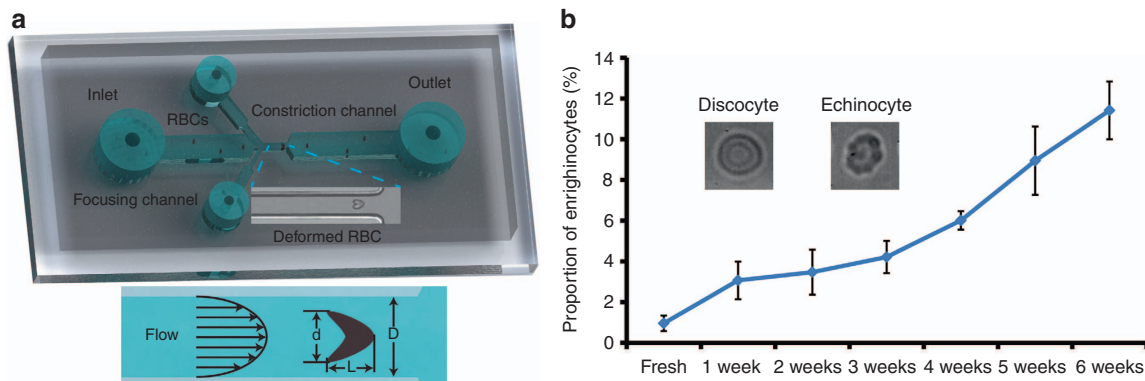 a
Inlet
RBCs
Constriction channel
Outlet
Focusing channel
Deformed RBC
Flow
d
L
D
b
Proportion of enrighinocytes (%)
14
12
10
8
6
4
2
0
Discocyte
Echinocyte
Fresh
1 week
2 weeks
3 weeks
4 weeks
5 weeks
6 weeks